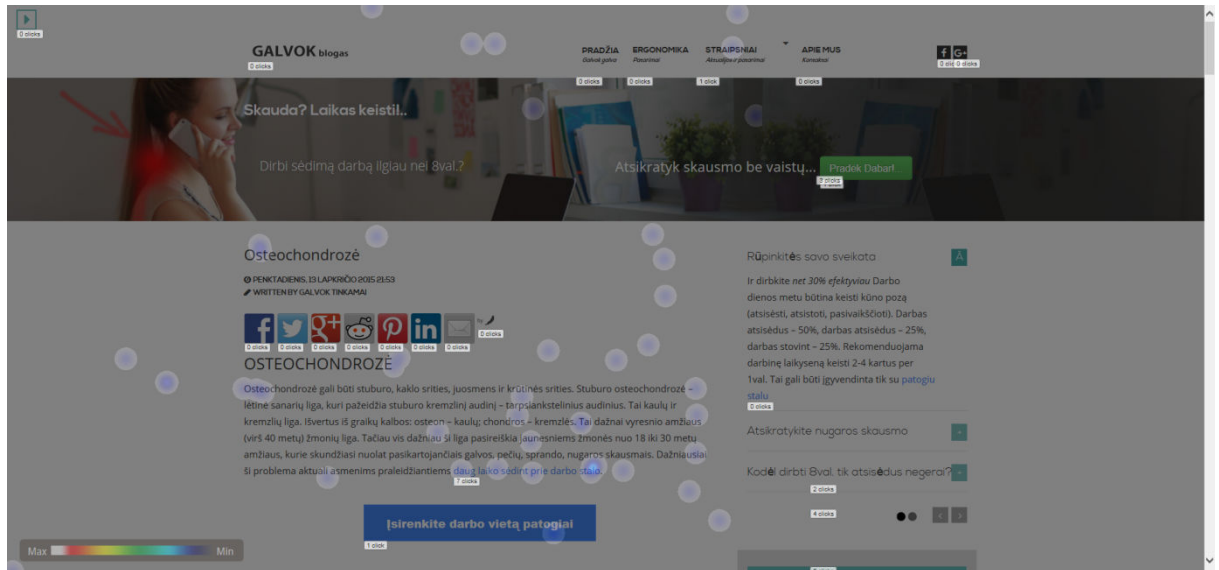 0 clicks
GALVOK blogas
0 clicks
PRADŽIA ERGONOMIKA STRAIPSNIAI APIE MUS
Galvok galva Patarimai Aktualijos ir patarimai Kontaktai
0 clicks 0 clicks 1 click 0 clicks
0 clicks
Skauda? Laikas keisti!..
Dirbi sėdimą darbą ilgiau nei 8val.?
Atsikratyk skausmo be vaistų... Pradėk Dabar!
Osteochondrozė
PENKTADIENIS, 13 LAPKRIČIO 2015 21:53
WRITTEN BY GALVOK TINKAMAI
by
0 clicks 0 clicks 0 clicks 0 clicks 0 clicks 0 clicks 0 clicks 0 clicks
OSTEOCHONDROZĖ
Osteochondrozė gali būti stuburo, kaklo srities, juosmens ir krūtinės srities. Stuburo osteochondrozė –
lėtinė sanarių liga, kuri pažeidžia stuburo kremzlinį audinį – tarpslankstelinius audinius. Tai kaulų ir
kremzlių liga. Išvertus iš graikų kalbos: osteon – kaulų; chondros – kremzlės. Tai dažnai vyresnio amžiaus
(virš 40 metų) žmonių liga. Tačiau vis dažniau ši liga pasireiškia jaunesniems žmonės nuo 18 iki 30 metų
amžiaus, kurie skundžiasi nuolat pasikartojančiais galvos, pečių, sprando, nugaros skausmais. Dažniausiai
ši problema aktuali asmenims praleidžiantiems daug laiko sėdint prie darbo stalo.
7 clicks
Įsirenkite darbo vietą patogiai
1 click
Rūpinkitės savo sveikata
Ir dirbkite net 30% efektyviau Darbo
dienos metu būtina keisti kūno pozą
(atsisėsti, atsistoti, pasivaikščioti). Darbas
atsisėdus – 50%, darbas atsisėdus – 25%,
darbas stovint – 25%. Rekomenduojama
darbinę laikyseną keisti 2-4 kartus per
1val. Tai gali būti įgyvendinta tik su patogiu
stalu
0 clicks
Atsikratykite nugaros skausmo
Kodėl dirbti 8val. tik atsisėdus negerai?
2 clicks
4 clicks
Max Min